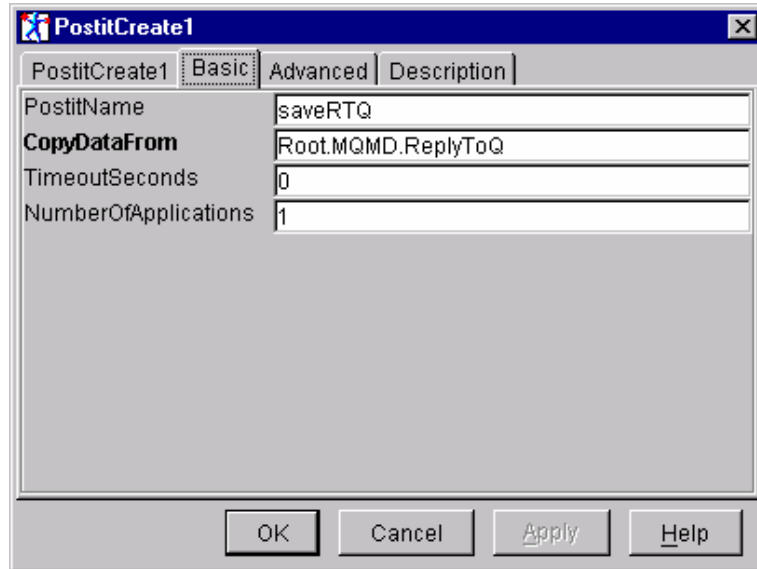 PostitCreate1
PostitCreate1 Basic Advanced Description
PostitName saveRTQ
CopyDataFrom Root.MQMD.ReplyToQ
TimeoutSeconds 0
NumberOfApplications 1
OK Cancel Apply Help